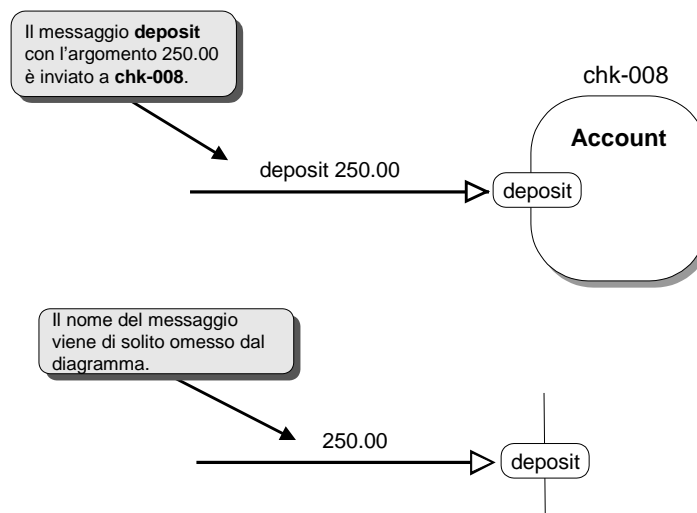 Il messaggio deposit
con l'argomento 250.00
è inviato a chk-008.
chk-008
Account
deposit 250.00
deposit
Il nome del messaggio
viene di solito omesso dal
diagramma.
250.00
deposit